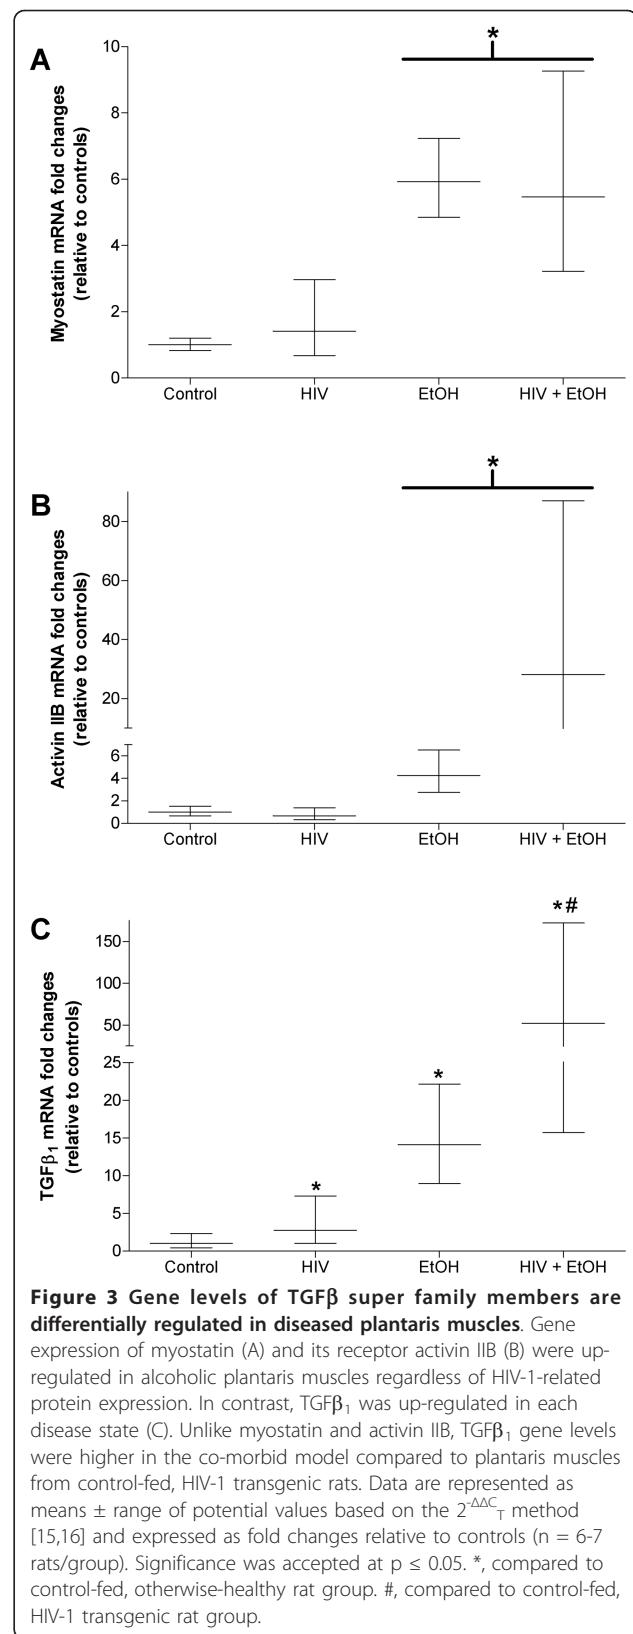 A
*
Myostatin mRNA fold changes
(relative to controls)
10
8
6
4
2
0
Control HIV EtOH HIV + EtOH
B
*
Activin IIB mRNA fold changes
(relative to controls)
80
60
40
20
6
4
2
0
Control HIV EtOH HIV + EtOH
C
*#
*
*
TGFβ1 mRNA fold changes
(relative to controls)
150
100
50
25
20
15
10
5
0
Control HIV EtOH HIV + EtOH
Figure 3 Gene levels of TGFβ super family members are
differentially regulated in diseased plantaris muscles. Gene
expression of myostatin (A) and its receptor activin IIB (B) were up-
regulated in alcoholic plantaris muscles regardless of HIV-1-related
protein expression. In contrast, TGFβ1 was up-regulated in each
disease state (C). Unlike myostatin and activin IIB, TGFβ1 gene levels
were higher in the co-morbid model compared to plantaris muscles
from control-fed, HIV-1 transgenic rats. Data are represented as
means ± range of potential values based on the 2-ΔΔCT method
[15,16] and expressed as fold changes relative to controls (n = 6-7
rats/group). Significance was accepted at p ≤ 0.05. *, compared to
control-fed, otherwise-healthy rat group. #, compared to control-fed,
HIV-1 transgenic rat group.